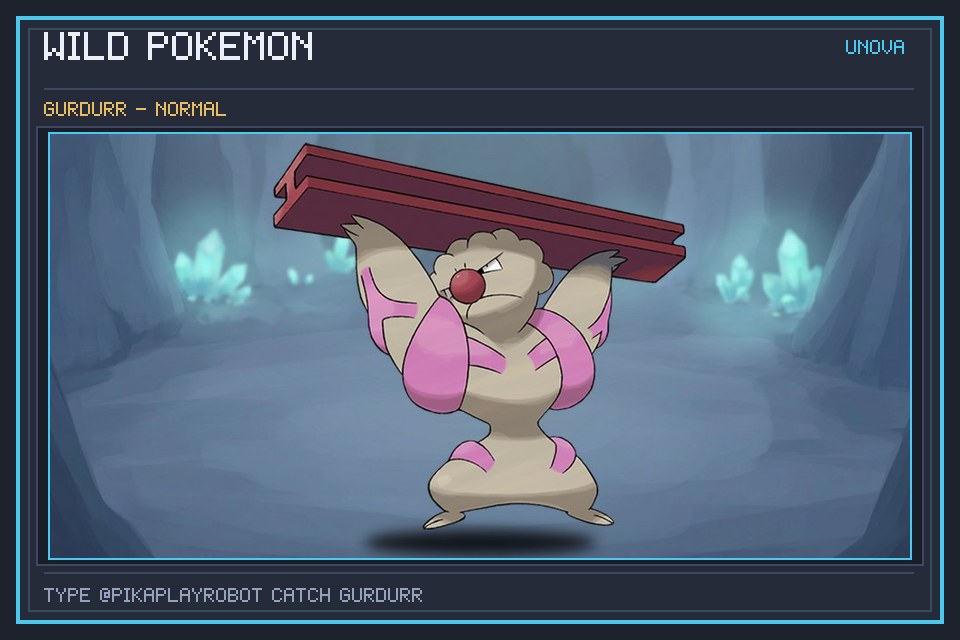 WILD POKEMON
UNOVA
GURDURR - NORMAL
TYPE @PIKAPLAYROBOT CATCH GURDURR